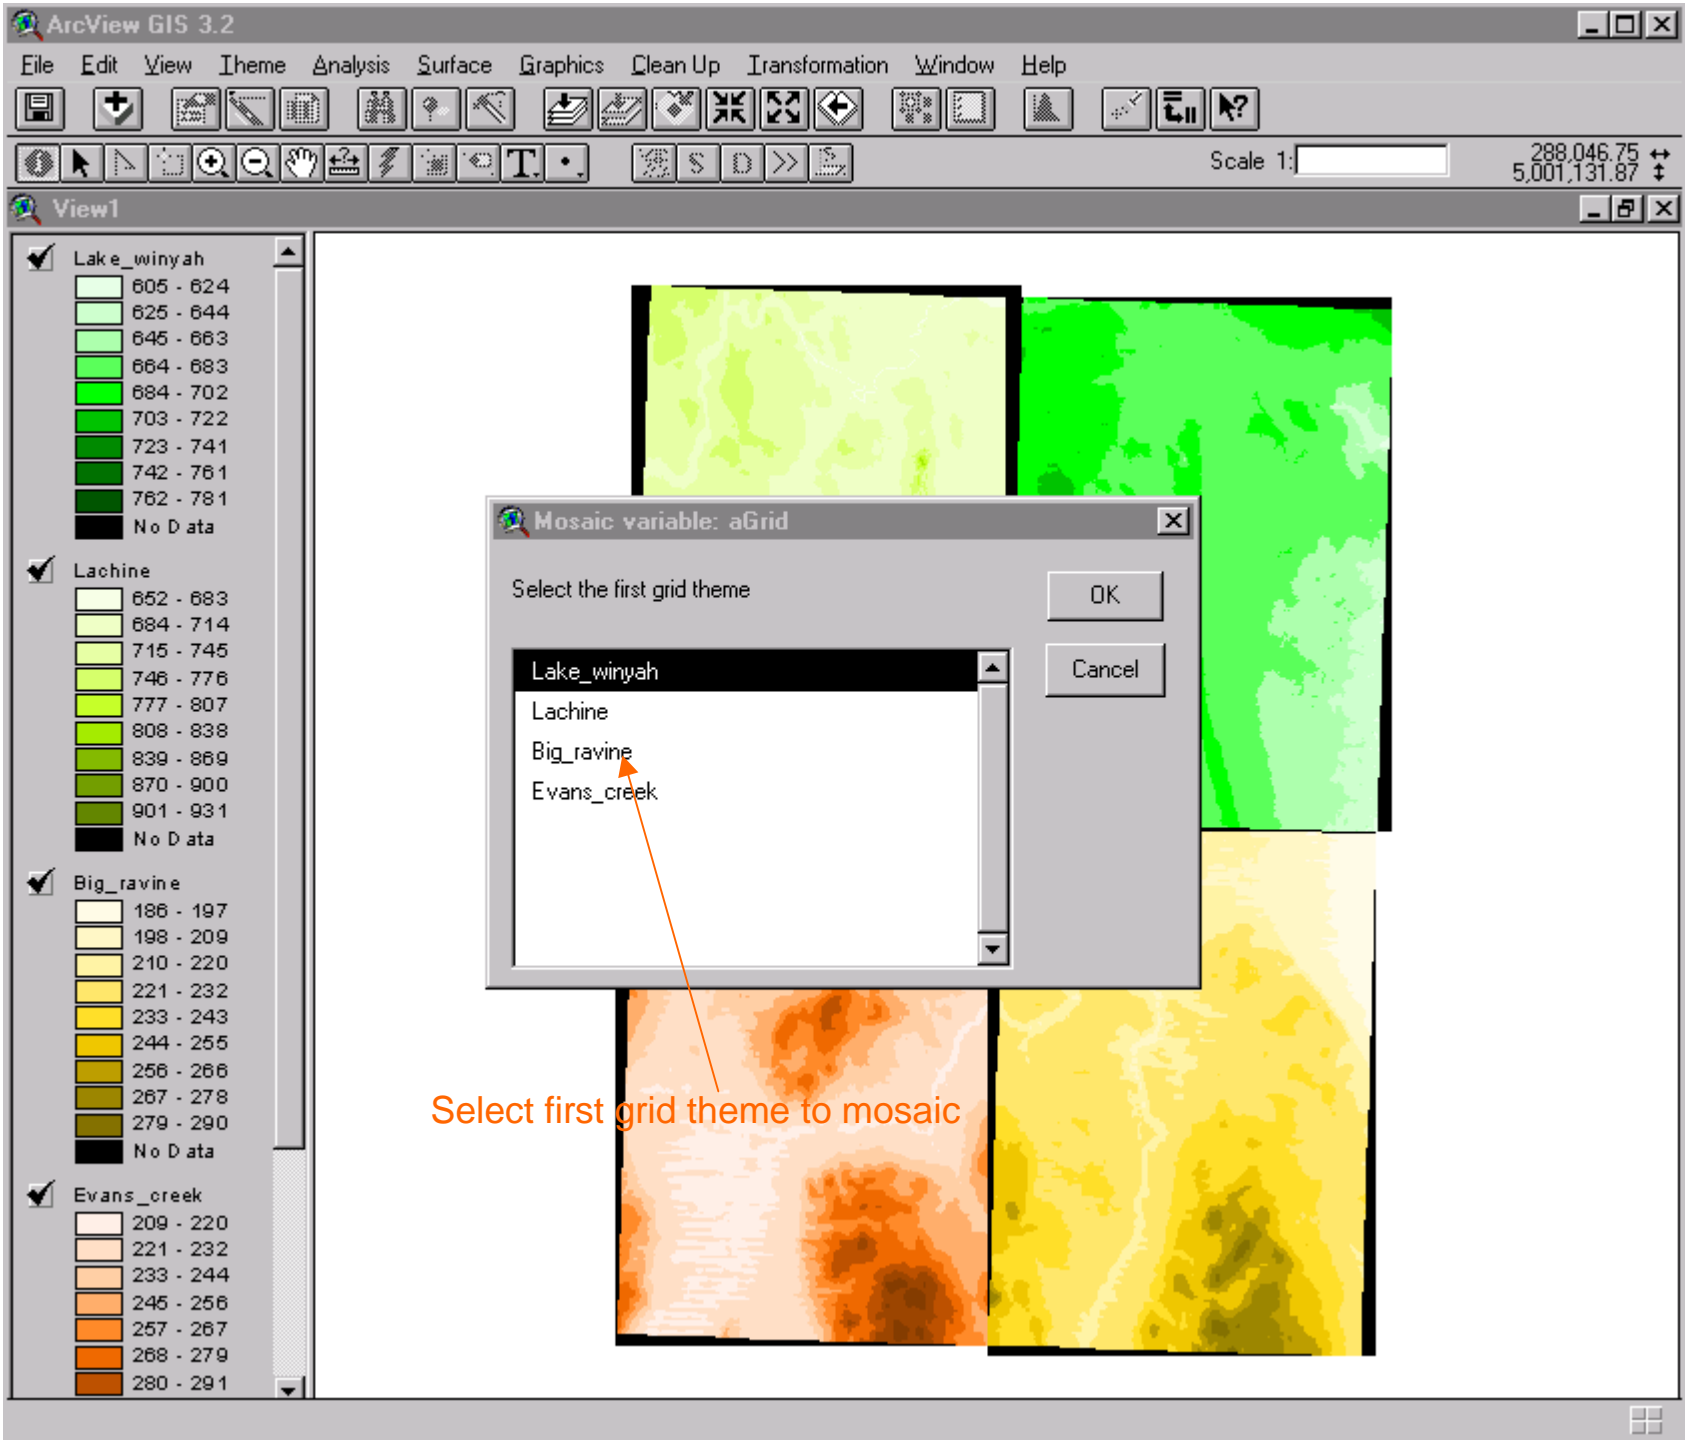 ArcView GIS 3.2
File Edit View Theme Analysis Surface Graphics Clean Up Transformation Window Help
S D >> Scale 1: 288,046.75
5,001,131.87
View1
Lake_winyah
605 - 624
625 - 644
645 - 663
664 - 683
684 - 702
703 - 722
723 - 741
742 - 761
762 - 781
No Data
Lachine
652 - 683
684 - 714
715 - 745
746 - 776
777 - 807
808 - 838
839 - 869
870 - 900
901 - 931
No Data
Big_ravine
186 - 197
198 - 209
210 - 220
221 - 232
233 - 243
244 - 255
256 - 266
267 - 278
279 - 290
No Data
Evans_creek
209 - 220
221 - 232
233 - 244
245 - 256
257 - 267
268 - 279
280 - 291
Mosaic variable: aGrid
Select the first grid theme
OK
Cancel
Lake_winyah
Lachine
Big_ravine
Evans_creek
Select first grid theme to mosaic